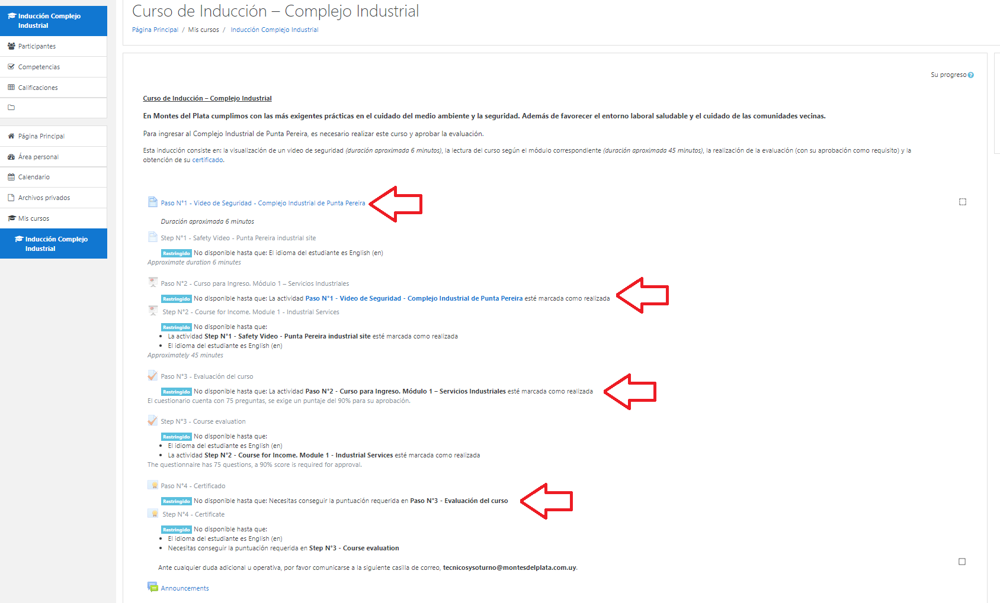 Inducción Complejo
Industrial
Participantes
Competencias
Calificaciones
Página Principal
Área personal
Calendario
Archivos privados
Mis cursos
Inducción Complejo
Industrial
Curso de Inducción – Complejo Industrial
Página Principal / Mis cursos / Inducción Complejo Industrial
Su progreso
Curso de Inducción – Complejo Industrial
En Montes del Plata cumplimos con las más exigentes prácticas en el cuidado del medio ambiente y la seguridad. Además de favorecer el entorno laboral saludable y el cuidado de las comunidades vecinas.
Para ingresar al Complejo Industrial de Punta Pereira, es necesario realizar este curso y aprobar la evaluación.
Esta inducción consiste en: la visualización de un video de seguridad (duración aproximada 6 minutos), la lectura del curso según el módulo correspondiente (duración aproximada 45 minutos), la realización de la evaluación (con su aprobación como requisito) y la
obtención de su certificado.
Paso N°1 - Video de Seguridad - Complejo Industrial de Punta Pereira
Duración aproximada 6 minutos
Step N°1 - Safety Video - Punta Pereira industrial site
Restringido No disponible hasta que: El idioma del estudiante es English (en)
Approximate duration 6 minutes
Paso N°2 - Curso para Ingreso. Módulo 1 – Servicios Industriales
Restringido No disponible hasta que: La actividad Paso N°1 - Video de Seguridad - Complejo Industrial de Punta Pereira esté marcada como realizada
Step N°2 - Course for Income. Module 1 - Industrial Services
Restringido No disponible hasta que:
• La actividad Step N°1 - Safety Video - Punta Pereira industrial site esté marcada como realizada
• El idioma del estudiante es English (en)
Approximately 45 minutes
Paso N°3 - Evaluación del curso
Restringido No disponible hasta que: La actividad Paso N°2 - Curso para Ingreso. Módulo 1 – Servicios Industriales esté marcada como realizada
El cuestionario cuenta con 75 preguntas, se exige un puntaje del 90% para su aprobación.
Step N°3 - Course evaluation
Restringido No disponible hasta que:
• El idioma del estudiante es English (en)
• La actividad Step N°2 - Course for Income. Module 1 - Industrial Services esté marcada como realizada
The questionnaire has 75 questions, a 90% score is required for approval.
Paso N°4 - Certificado
Restringido No disponible hasta que: Necesitas conseguir la puntuación requerida en Paso N°3 - Evaluación del curso
Step N°4 - Certificate
Restringido No disponible hasta que:
• El idioma del estudiante es English (en)
• Necesitas conseguir la puntuación requerida en Step N°3 - Course evaluation
Ante cualquier duda adicional u operativa, por favor comunicarse a la siguiente casilla de correo, tecnicosysoturno@montesdelplata.com.uy.
Announcements